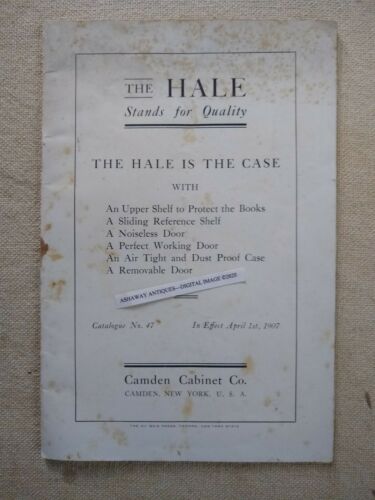 THE HALE
Stands for Quality
THE HALE IS THE CASE
WITH
An Upper Shelf to Protect the Books
A Sliding Reference Shelf
A Noiseless Door
A Perfect Working Door
An Air Tight and Dust Proof Case
A Removable Door
ASHAWAY ANTIQUES—DIGITAL IMAGE ©2025
Catalogue No. 47 In Effect April 1st, 1907
Camden Cabinet Co.
CAMDEN, NEW YORK, U. S. A.